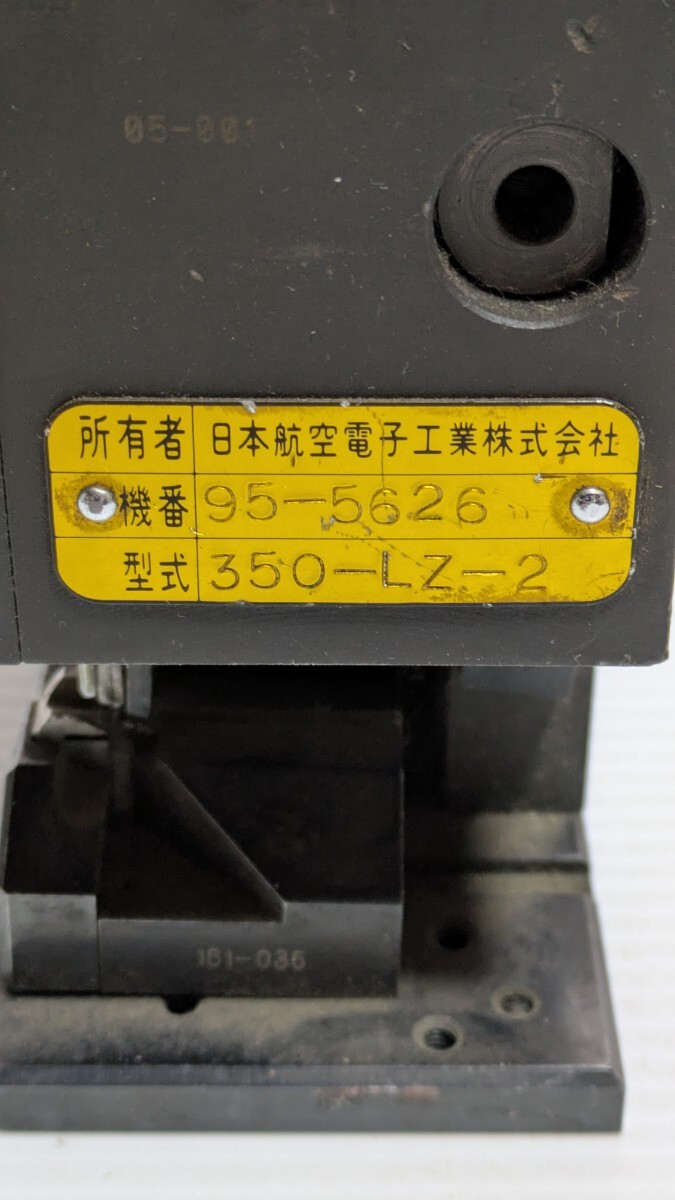 05-001
所有者 日本航空電子工業株式会社
機番 95-5626
型式 350-LZ-2
161-036